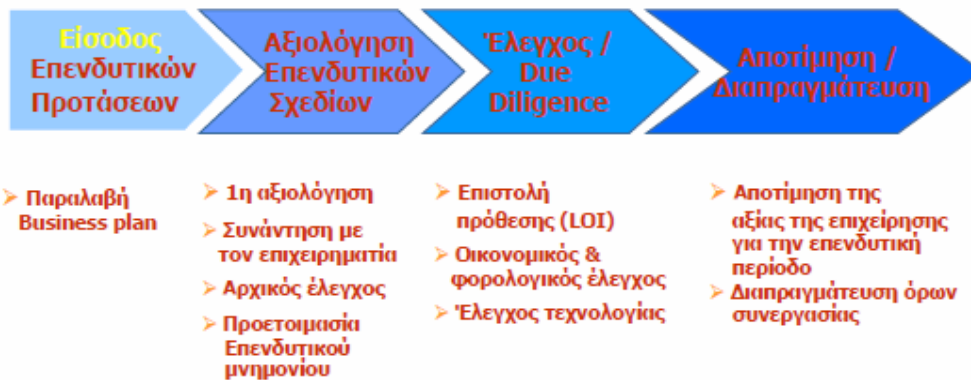 Είσοδος
Επενδυτικών
Προτάσεων
Αξιολόγηση
Επενδυτικών
Σχεδίων
Έλεγχος /
Due
Diligence
Αποτίμηση /
Διαπραγμάτευση
➢ Παραλαβή
Business plan
➢ 1η αξιολόγηση
➢ Συνάντηση με
τον επιχειρηματία
➢ Αρχικός έλεγχος
➢ Προετοιμασία
Επενδυτικού
μνημονίου
➢ Επιστολή
πρόθεσης (LOI)
➢ Οικονομικός &
φορολογικός έλεγχος
➢ Έλεγχος τεχνολογίας
➢ Αποτίμηση της
αξίας της επιχείρησης
για την επενδυτική
περίοδο
➢ Διαπραγμάτευση όρων
συνεργασίας